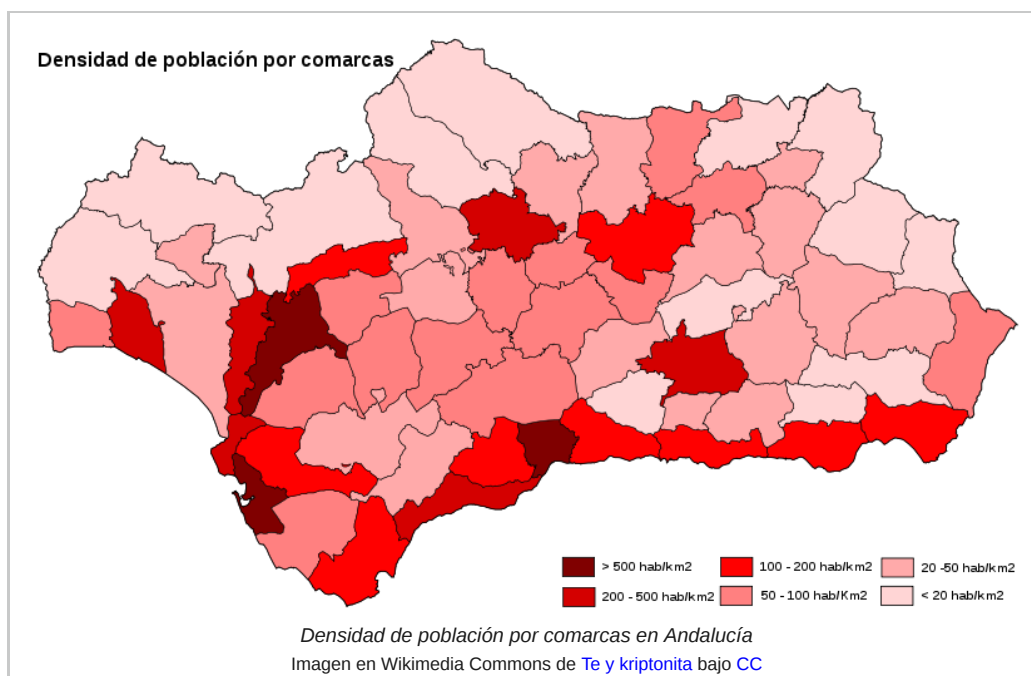 Densidad de población por comarcas
> 500 hab/km2
100 - 200 hab/km2
20 -50 hab/km2
200 - 500 hab/km2
50 - 100 hab/Km2
< 20 hab/km2
Densidad de población por comarcas en Andalucía
Imagen en Wikimedia Commons de Te y kriptonita bajo CC